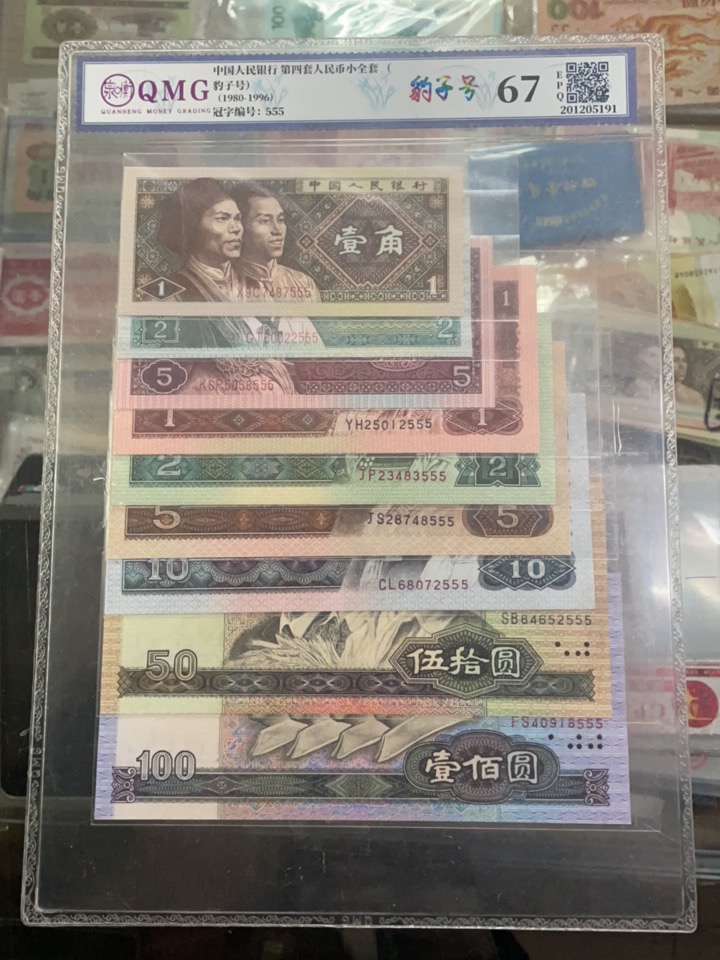 QMG
QUANHENG MONEY GRADING
中国人民银行 第四套人民币小全套（
豹子号）
（1980-1996）
冠字编号：555
豹子号
67
EPQ
201205191
中国人民银行
壹角
1
1
2
CT80022555
2
5
5
1
1
YH25012555
1
2
JP23483555
2
5
JS28748555
5
10
CL68072555
10
SB84652555
50
伍拾圆
FS40918555
100
壹佰圆